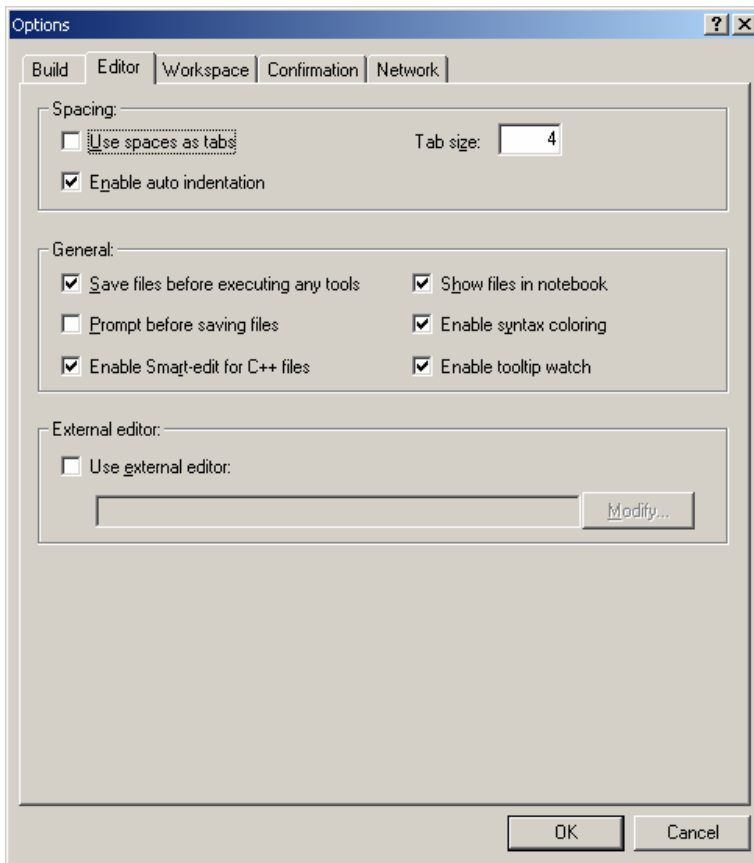 Options
Build Editor Workspace Confirmation Network
Spacing:
Use spaces as tabs Tab size: 4
Enable auto indentation
General:
Save files before executing any tools Show files in notebook
Prompt before saving files Enable syntax coloring
Enable Smart-edit for C++ files Enable tooltip watch
External editor:
Use external editor:
Modify...
OK Cancel